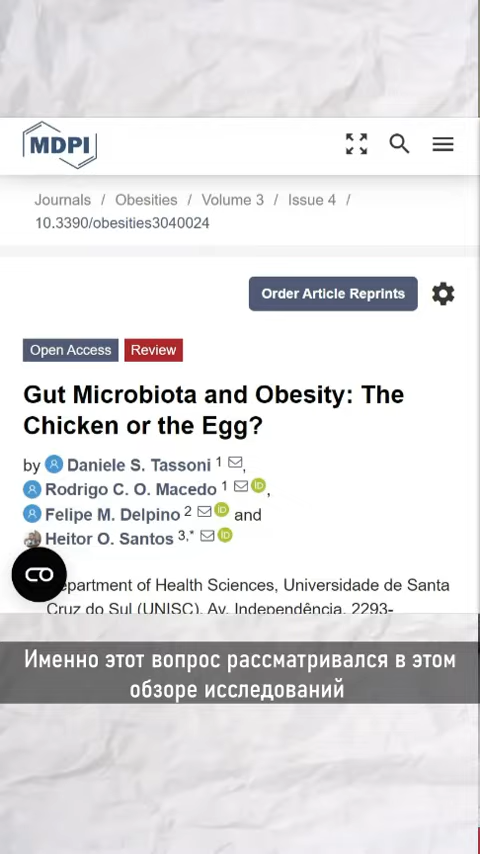 MDPI
Journals / Obesities / Volume 3 / Issue 4 /
10.3390/obesities3040024
Order Article Reprints
Open Access Review
Gut Microbiota and Obesity: The
Chicken or the Egg?
by Daniele S. Tassoni 1 ,
Rodrigo C. O. Macedo 1 iD ,
Felipe M. Delpino 2 iD and
Heitor O. Santos 3,* iD
epartment of Health Sciences, Universidade de Santa
Cruz do Sul (UNISC), Av. Independência, 2293-
Именно этот вопрос рассматривался в этом
обзоре исследований